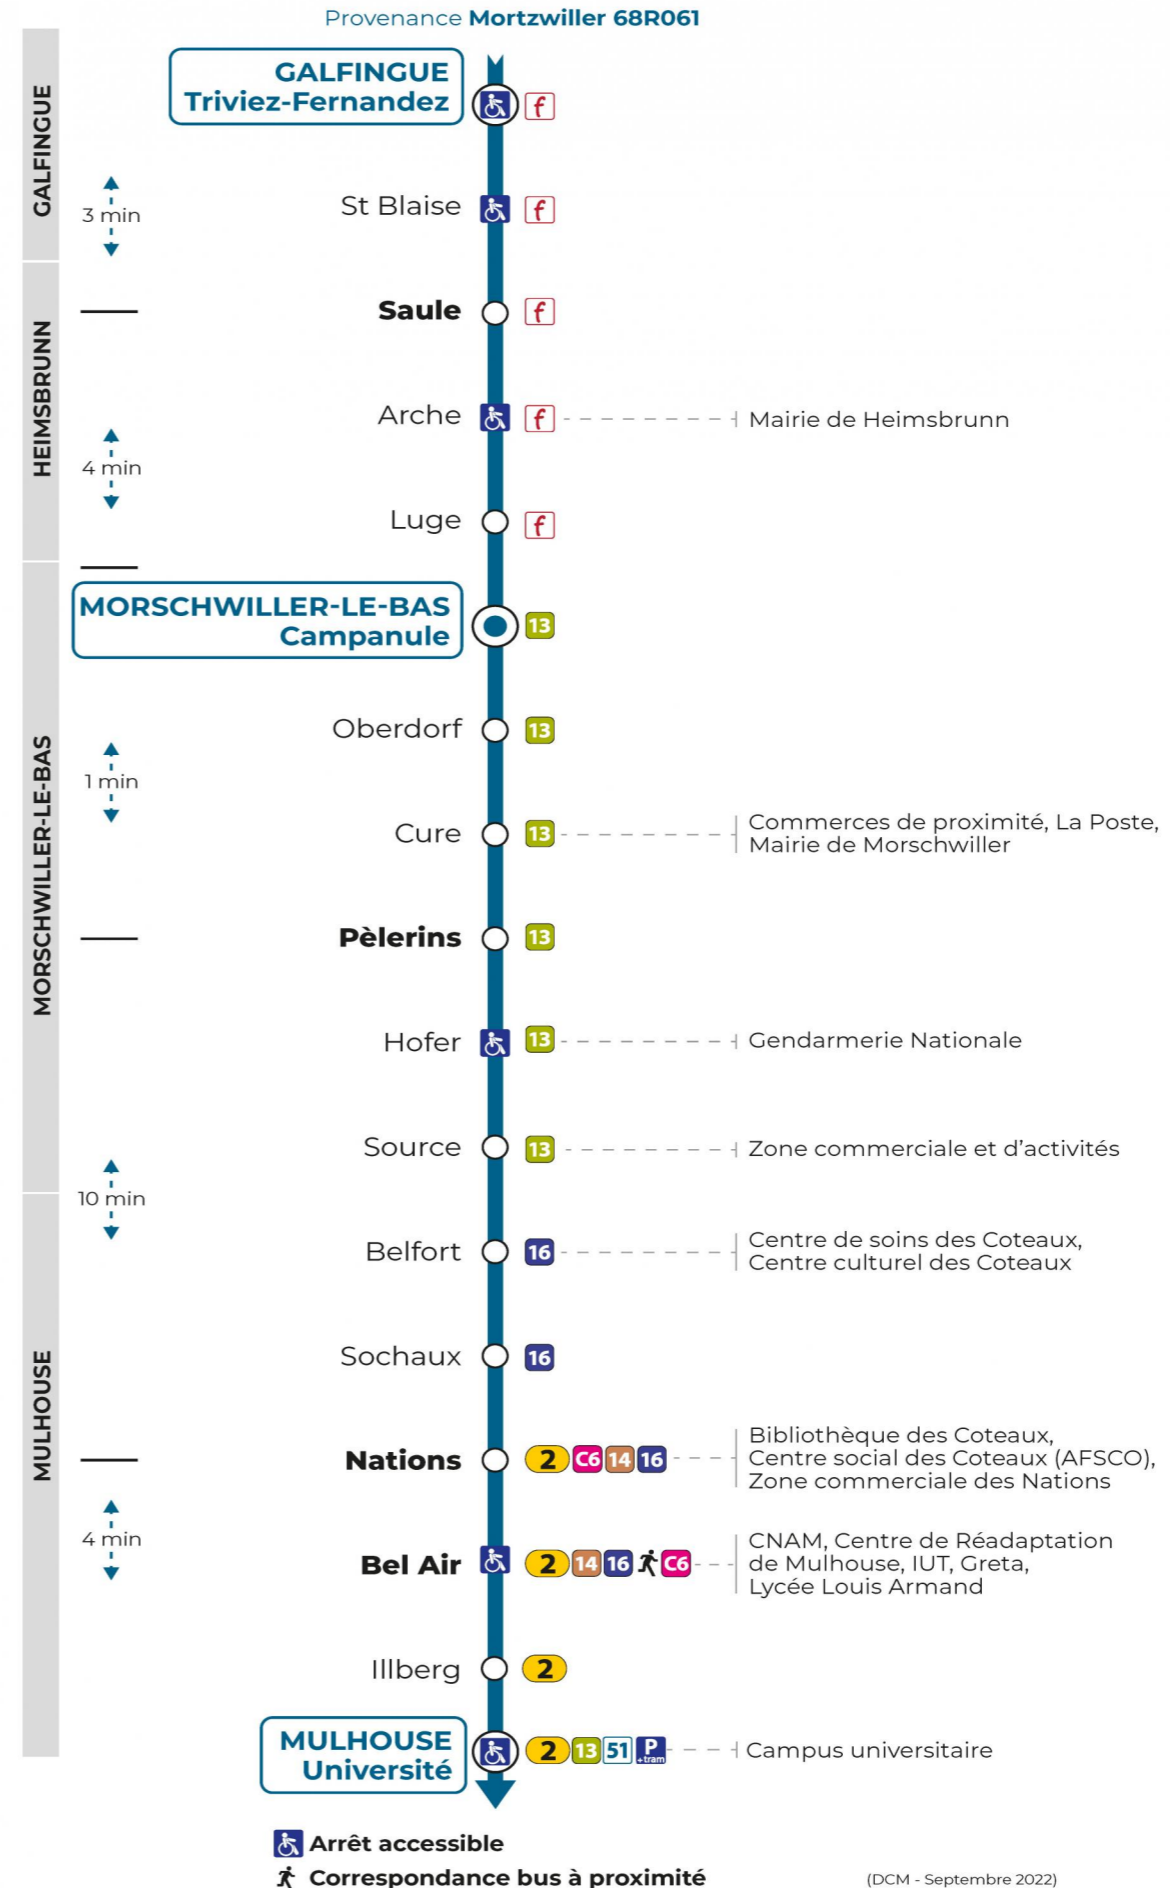 Provenance Mortzwiller 68R061
GALFINGUE
GALFINGUE
Triviez-Fernandez
f
3 min
St Blaise
f
HEIMSBRUNN
Saule
f
Arche
f
Mairie de Heimsbrunn
4 min
Luge
f
MORSCHWILLER-LE-BAS
MORSCHWILLER-LE-BAS
Campanule
13
Oberdorf
13
1 min
Cure
13
Commerces de proximité, La Poste,
Mairie de Morschwiller
Pèlerins
13
Hofer
13
Gendarmerie Nationale
Source
13
Zone commerciale et d’activités
10 min
MULHOUSE
Belfort
16
Centre de soins des Coteaux,
Centre culturel des Coteaux
Sochaux
16
Nations
2 C6 14 16
Bibliothèque des Coteaux,
Centre social des Coteaux (AFSCO),
Zone commerciale des Nations
4 min
Bel Air
2 14 16 C6
CNAM, Centre de Réadaptation
de Mulhouse, IUT, Greta,
Lycée Louis Armand
Illberg
2
MULHOUSE
Université
2 13 51 P +tram
Campus universitaire
Arrêt accessible
Correspondance bus à proximité
(DCM - Septembre 2022)